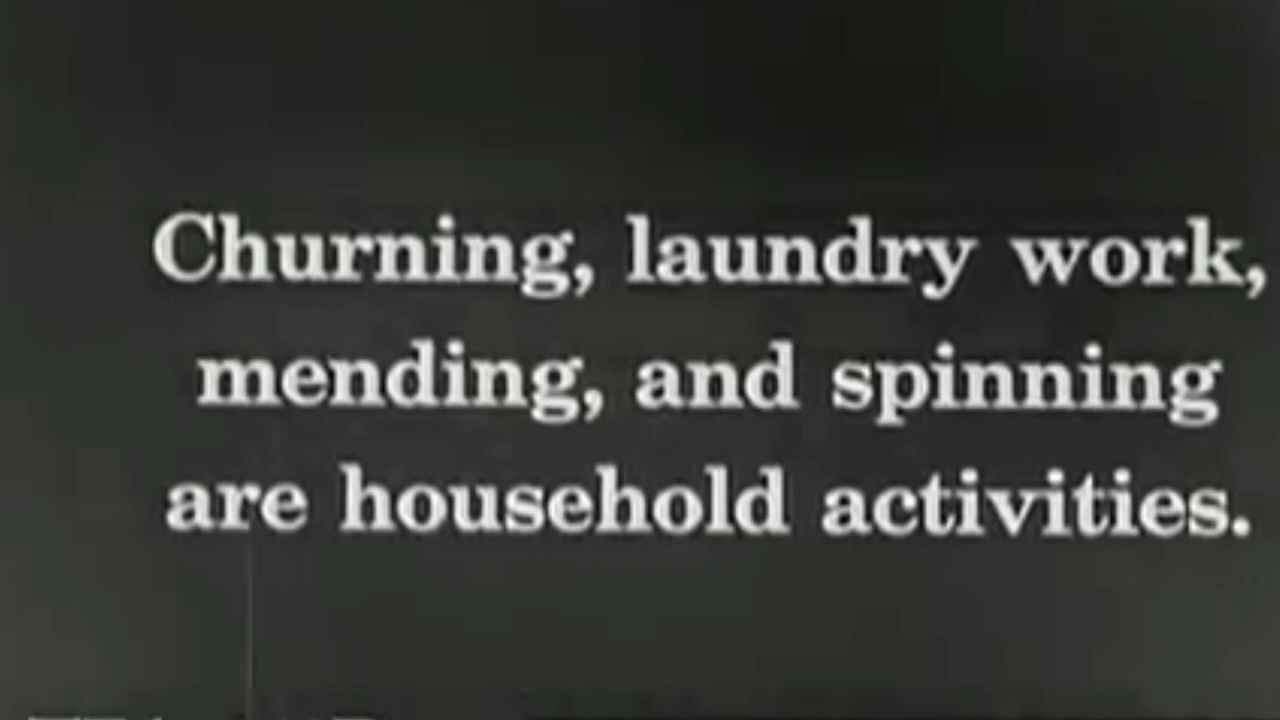 Churning, laundry work,
mending, and spinning
are household activities.